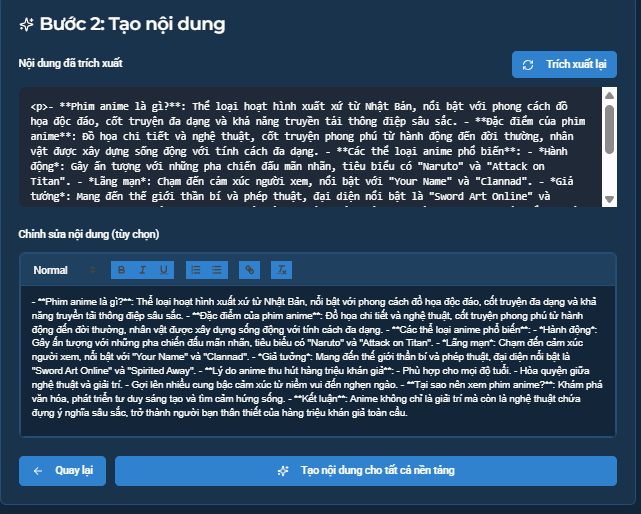 Bước 2: Tạo nội dung
Nội dung đã trích xuất
Trích xuất lại
<p>- **Phim anime là gì?**: Thể loại hoạt hình xuất xứ từ Nhật Bản, nổi bật với phong cách đồ
họa độc đáo, cốt truyện đa dạng và khả năng truyền tải thông điệp sâu sắc. - **Đặc điểm của phim
anime**: Đồ họa chi tiết và nghệ thuật, cốt truyện phong phú từ hành động đến đời thường, nhân
vật được xây dựng sống động với tính cách đa dạng. - **Các thể loại anime phổ biến**: - *Hành
động*: Gây ấn tượng với những pha chiến đấu mãn nhãn, tiêu biểu có "Naruto" và "Attack on
Titan". - *Lãng mạn*: Chạm đến cảm xúc người xem, nổi bật với "Your Name" và "Clannad". - *Giả
tưởng*: Mang đến thế giới thần bí và phép thuật, đại diện nổi bật là "Sword Art Online" và
Chỉnh sửa nội dung (tùy chọn)
Normal B I U
- **Phim anime là gì?**: Thể loại hoạt hình xuất xứ từ Nhật Bản, nổi bật với phong cách đồ họa độc đáo, cốt truyện đa dạng và khả
năng truyền tải thông điệp sâu sắc. - **Đặc điểm của phim anime**: Đồ họa chi tiết và nghệ thuật, cốt truyện phong phú từ hành
động đến đời thường, nhân vật được xây dựng sống động với tính cách đa dạng. - **Các thể loại anime phổ biến**: - *Hành động*:
Gây ấn tượng với những pha chiến đấu mãn nhãn, tiêu biểu có "Naruto" và "Attack on Titan". - *Lãng mạn*: Chạm đến cảm xúc
người xem, nổi bật với "Your Name" và "Clannad". - *Giả tưởng*: Mang đến thế giới thần bí và phép thuật, đại diện nổi bật là
"Sword Art Online" và "Spirited Away". - **Lý do anime thu hút hàng triệu khán giả**: - Phù hợp cho mọi độ tuổi. - Hòa quyện giữa
nghệ thuật và giải trí. - Gợi lên nhiều cung bậc cảm xúc từ niềm vui đến nghẹn ngào. - **Tại sao nên xem phim anime?**: Khám phá
văn hóa, phát triển tư duy sáng tạo và tìm cảm hứng sống. - **Kết luận**: Anime không chỉ là giải trí mà còn là nghệ thuật chứa
đựng ý nghĩa sâu sắc, trở thành người bạn thân thiết của hàng triệu khán giả toàn cầu.
Quay lại
Tạo nội dung cho tất cả nền tảng